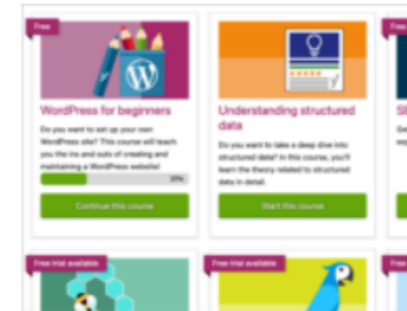 Free
WordPress for beginners
Do you want to set up your own
WordPress site? This course will teach
you the ins and outs of creating and
maintaining a WordPress website!
Continue this course
Understanding structured
data
Do you want to take a deep dive into
structured data? In this course, you'll
learn the theory related to structured
data in detail.
Start this course
Free
Free trial available
Free trial available
Free